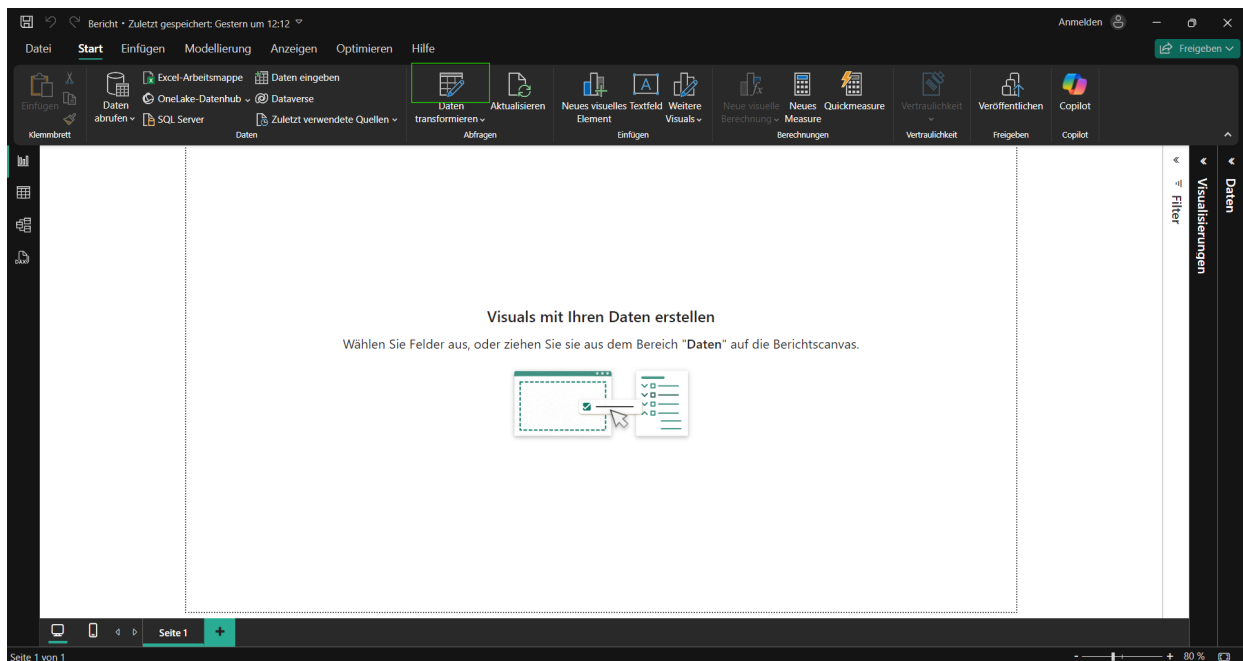 Bericht • Zuletzt gespeichert: Gestern um 12:12
Anmelden
Datei Start Einfügen Modellierung Anzeigen Optimieren Hilfe
Freigeben
Einfügen
Klemmbrett
Daten abrufen
Excel-Arbeitsmappe
OneLake-Datenhub
SQL Server
Daten eingeben
Dataverse
Zuletzt verwendete Quellen
Daten
Daten
transformieren
Aktualisieren
Abfragen
Neues visuelles
Element
Textfeld
Weitere
Visuals
Einfügen
Neue visuelle
Berechnung
Neues
Measure
Quickmeasure
Berechnungen
Vertraulichkeit
Vertraulichkeit
Veröffentlichen
Freigeben
Copilot
Copilot
DAX
Filter
Visualisierungen
Daten
Visuals mit Ihren Daten erstellen
Wählen Sie Felder aus, oder ziehen Sie sie aus dem Bereich "Daten" auf die Berichtscanvas.
Seite 1
Seite 1 von 1
- + 80 %